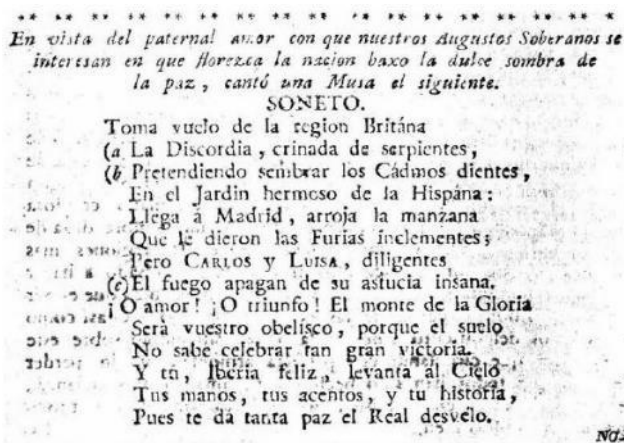 ** ** ** ** ** ** ** ** ** ** ** ** ** ** ** *
En vista del paternal amor con que nuestros Augustos Soberanos se
interesan en que florezca la nacion baxo la dulce sombra de
la paz, cantó una Musa el siguiente.
SONETO.
Toma vuelo de la region Britána
(a La Discordia, crinada de serpientes,
(b Pretendiendo sembrar los Cádmos dientes,
En el Jardin hermoso de la Hispána:
Llega á Madrid, arroja la manzana
Que le dieron las Furias inclementes;
Pero CARLOS y LUISA, diligentes
(c) El fuego apagan de su astucia insana.
¡O amor! ¡O triunfo! El monte de la Gloria
Será vuestro obelisco, porque el suelo
No sabe celebrar tan gran victoria.
Y tú, Iberia feliz, levanta al Cielo
Tus manos, tus acentos, y tu historia,
Pues te dá tanta paz el Real desvelo.